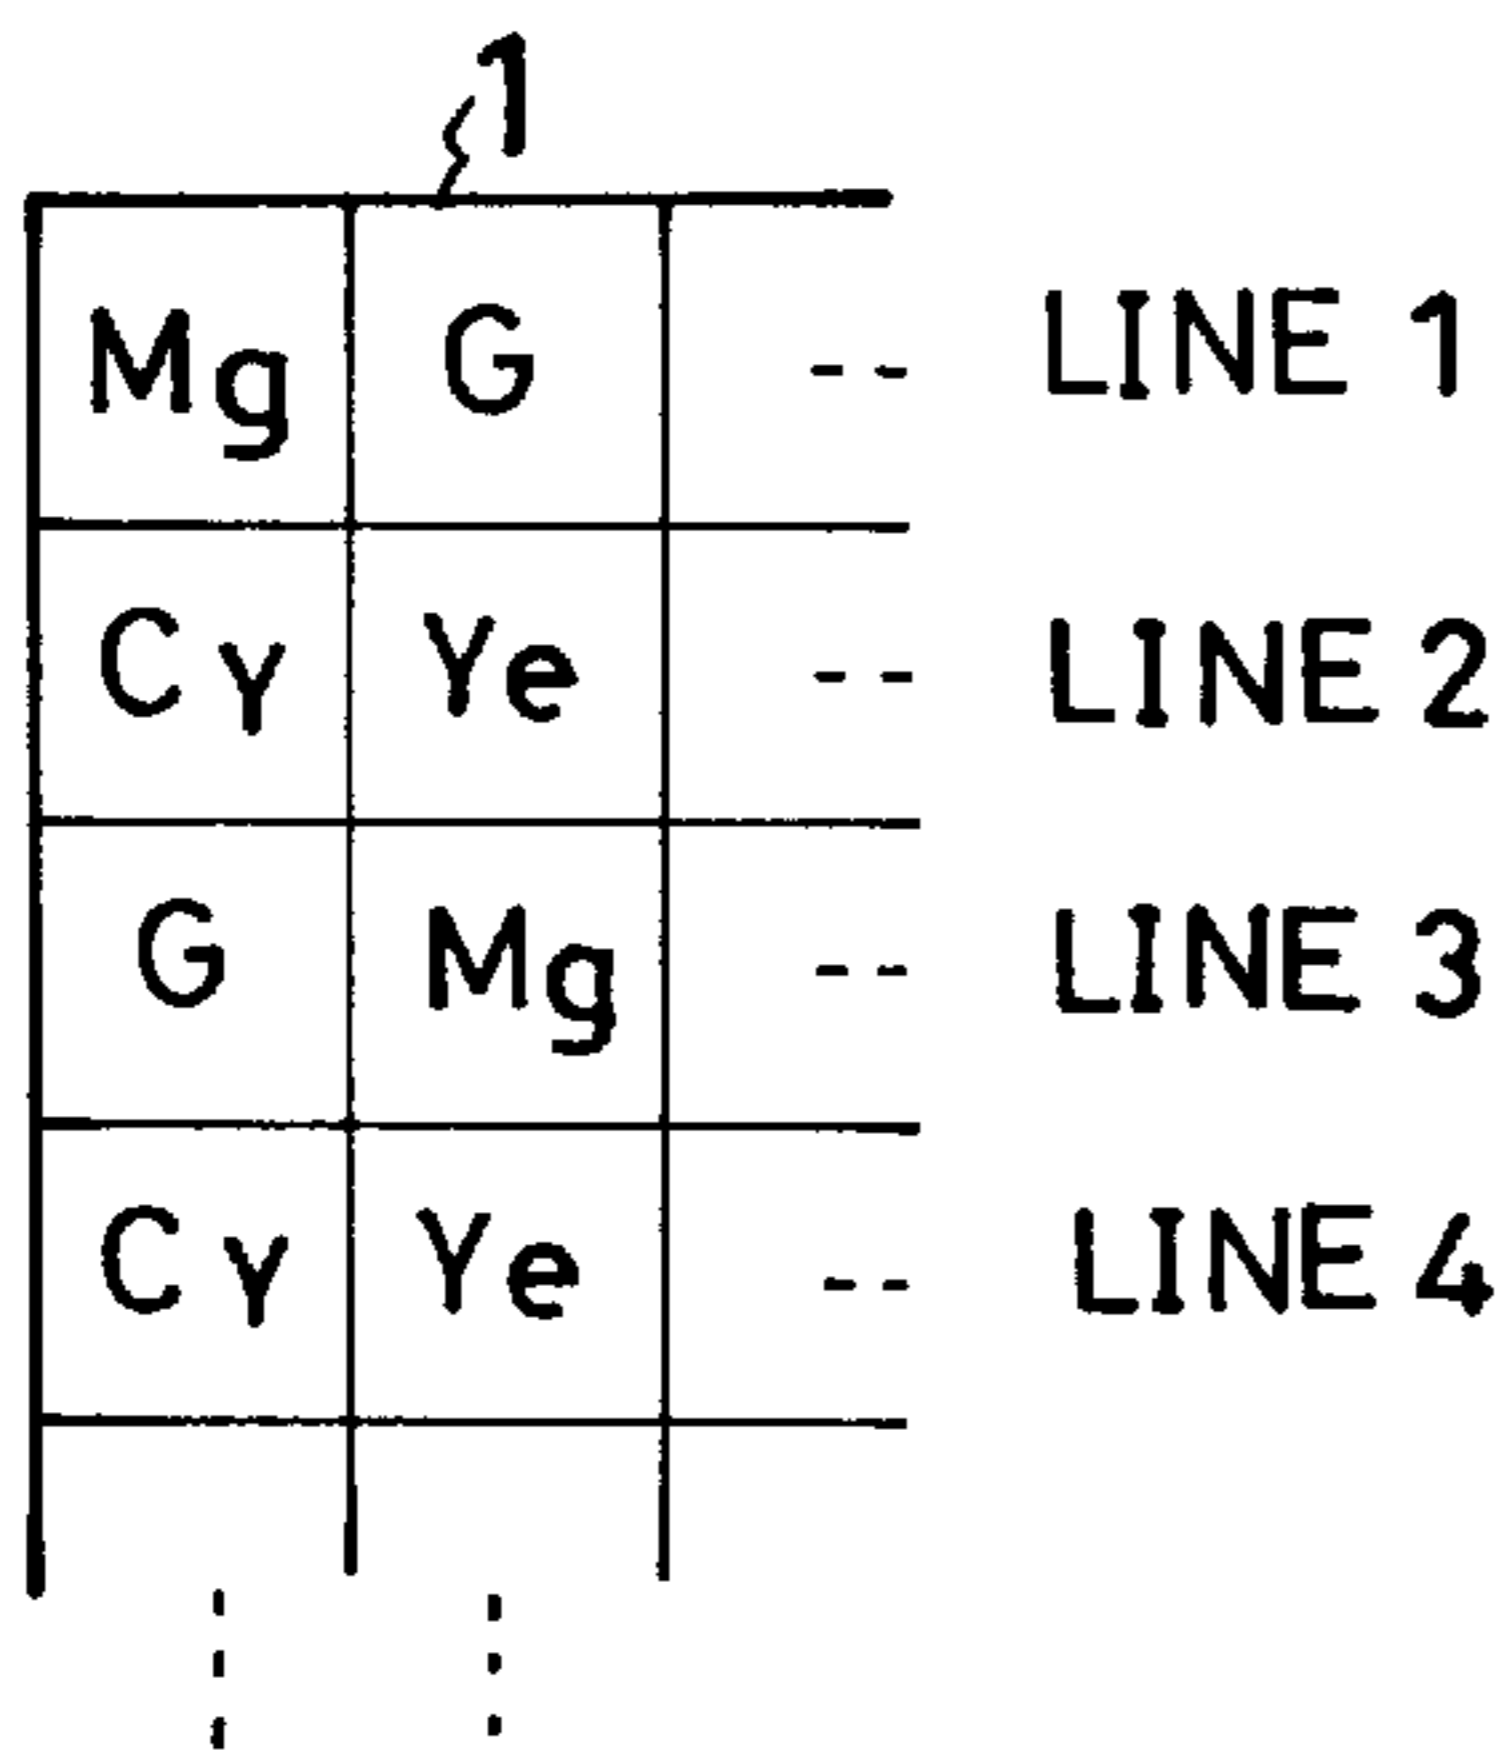 1
Mg G -- LINE 1
Cy Ye -- LINE 2
G Mg -- LINE 3
Cy Ye -- LINE 4